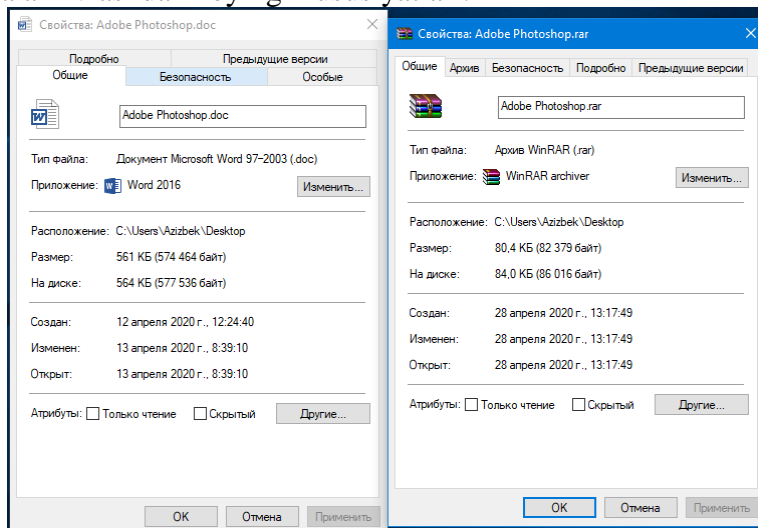 Свойства: Adobe Photoshop.doc
Подробно Предыдущие версии
Общие Безопасность Особые
Adobe Photoshop.doc
Тип файла: Документ Microsoft Word 97–2003 (.doc)
Приложение: Word 2016 Изменить...
Расположение: C:\Users\Azizbek\Desktop
Размер: 561 КБ (574 464 байт)
На диске: 564 КБ (577 536 байт)
Создан: 12 апреля 2020 г., 12:24:40
Изменен: 13 апреля 2020 г., 8:39:10
Открыт: 13 апреля 2020 г., 8:39:10
Атрибуты: Только чтение Скрытый Другие...
OK Отмена Применить
Свойства: Adobe Photoshop.rar
Общие Архив Безопасность Подробно Предыдущие версии
Adobe Photoshop.rar
Тип файла: Архив WinRAR (.rar)
Приложение: WinRAR archiver Изменить...
Расположение: C:\Users\Azizbek\Desktop
Размер: 80,4 КБ (82 379 байт)
На диске: 84,0 КБ (86 016 байт)
Создан: 28 апреля 2020 г., 13:17:49
Изменен: 28 апреля 2020 г., 13:17:49
Открыт: 28 апреля 2020 г., 13:17:49
Атрибуты: Только чтение Скрытый Другие...
OK Отмена Применить